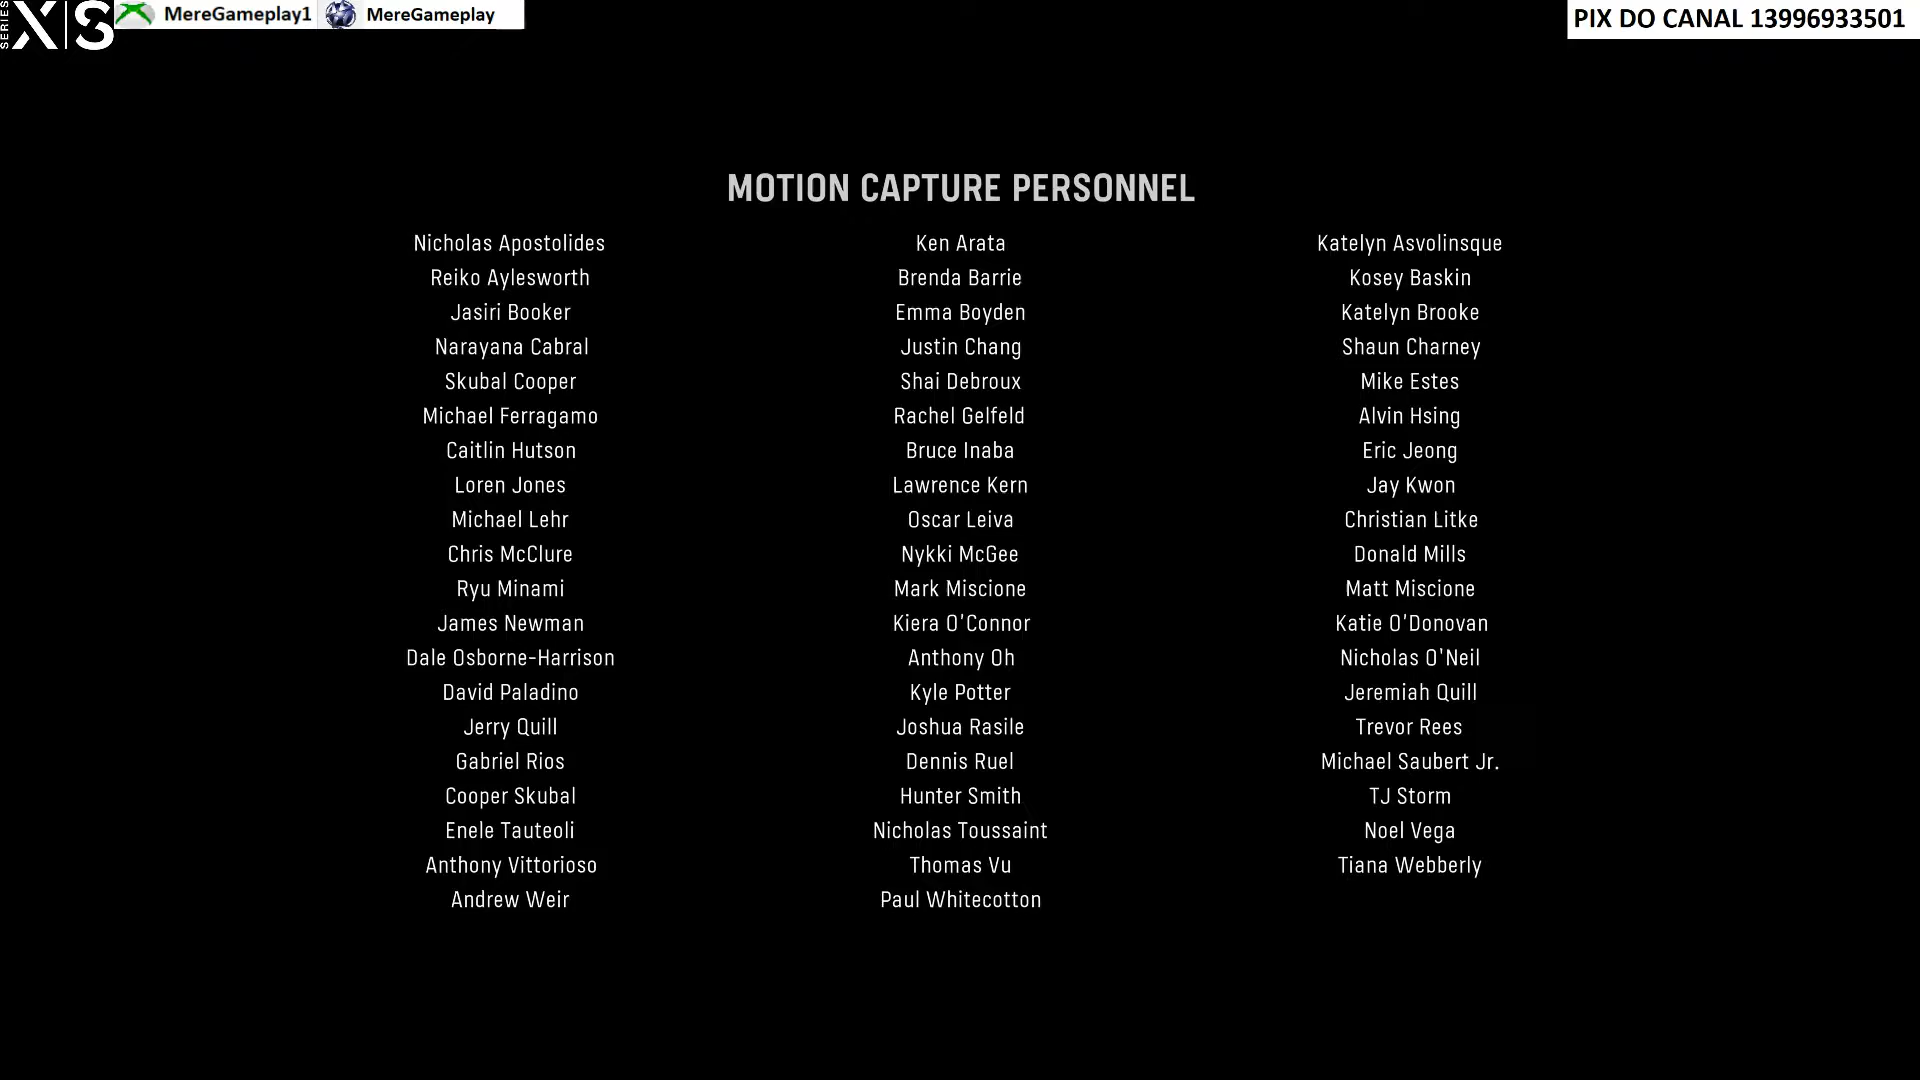 SERIES X|S
MereGameplay1
MereGameplay
PIX DO CANAL 13996933501
MOTION CAPTURE PERSONNEL
Nicholas Apostolides Ken Arata Katelyn Asvolinsque
Reiko Aylesworth Brenda Barrie Kosey Baskin
Jasiri Booker Emma Boyden Katelyn Brooke
Narayana Cabral Justin Chang Shaun Charney
Skubal Cooper Shai Debroux Mike Estes
Michael Ferragamo Rachel Gelfeld Alvin Hsing
Caitlin Hutson Bruce Inaba Eric Jeong
Loren Jones Lawrence Kern Jay Kwon
Michael Lehr Oscar Leiva Christian Litke
Chris McClure Nykki McGee Donald Mills
Ryu Minami Mark Miscione Matt Miscione
James Newman Kiera O'Connor Katie O'Donovan
Dale Osborne-Harrison Anthony Oh Nicholas O'Neil
David Paladino Kyle Potter Jeremiah Quill
Jerry Quill Joshua Rasile Trevor Rees
Gabriel Rios Dennis Ruel Michael Saubert Jr.
Cooper Skubal Hunter Smith TJ Storm
Enele Tauteoli Nicholas Toussaint Noel Vega
Anthony Vittorioso Thomas Vu Tiana Webberly
Andrew Weir Paul Whitecotton